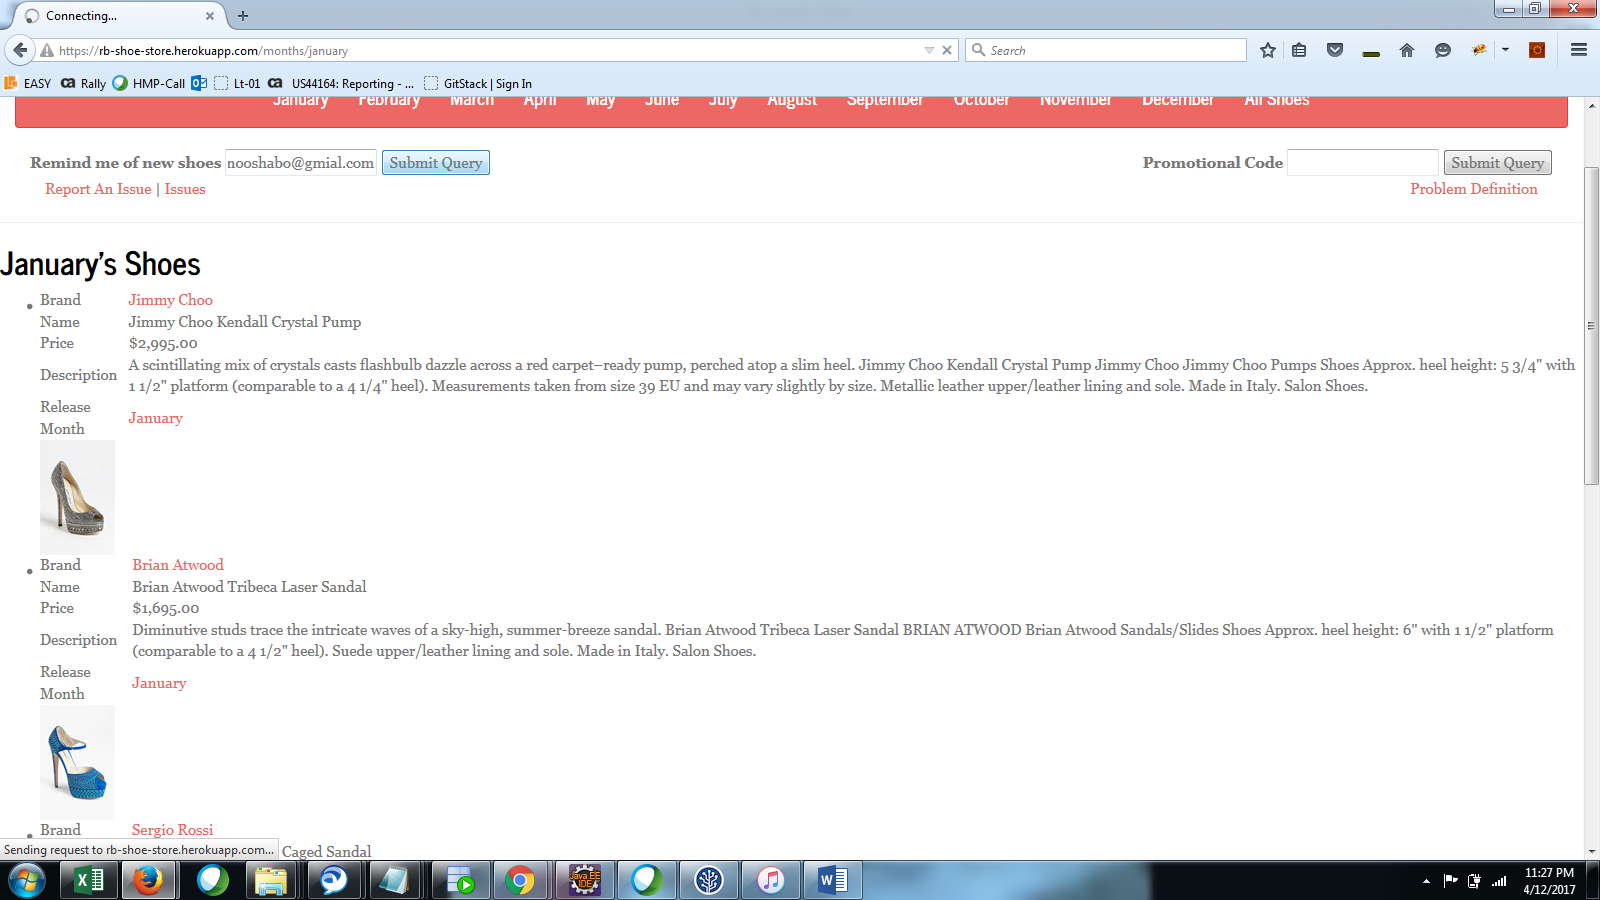 Connecting...
https://rb-shoe-store.herokuapp.com/months/january
Search
EASY ca Rally HMP-Call Lt-01 ca US44164: Reporting - ... GitStack | Sign In
January February March April May June July August September October November December All Shoes
Remind me of new shoes nooshabo@gmial.com Submit Query Promotional Code Submit Query
Report An Issue | Issues Problem Definition
January's Shoes
Brand Jimmy Choo
Name Jimmy Choo Kendall Crystal Pump
Price $2,995.00
Description A scintillating mix of crystals casts flashbulb dazzle across a red carpet–ready pump, perched atop a slim heel. Jimmy Choo Kendall Crystal Pump Jimmy Choo Jimmy Choo Pumps Shoes Approx. heel height: 5 3/4" with
1 1/2" platform (comparable to a 4 1/4" heel). Measurements taken from size 39 EU and may vary slightly by size. Metallic leather upper/leather lining and sole. Made in Italy. Salon Shoes.
Release
Month January
Brand Brian Atwood
Name Brian Atwood Tribeca Laser Sandal
Price $1,695.00
Description Diminutive studs trace the intricate waves of a sky-high, summer-breeze sandal. Brian Atwood Tribeca Laser Sandal BRIAN ATWOOD Brian Atwood Sandals/Slides Shoes Approx. heel height: 6" with 1 1/2" platform
(comparable to a 4 1/2" heel). Suede upper/leather lining and sole. Made in Italy. Salon Shoes.
Release
Month January
Brand Sergio Rossi
Sending request to rb-shoe-store.herokuapp.com... Caged Sandal
Java EE
IDE
11:27 PM
4/12/2017